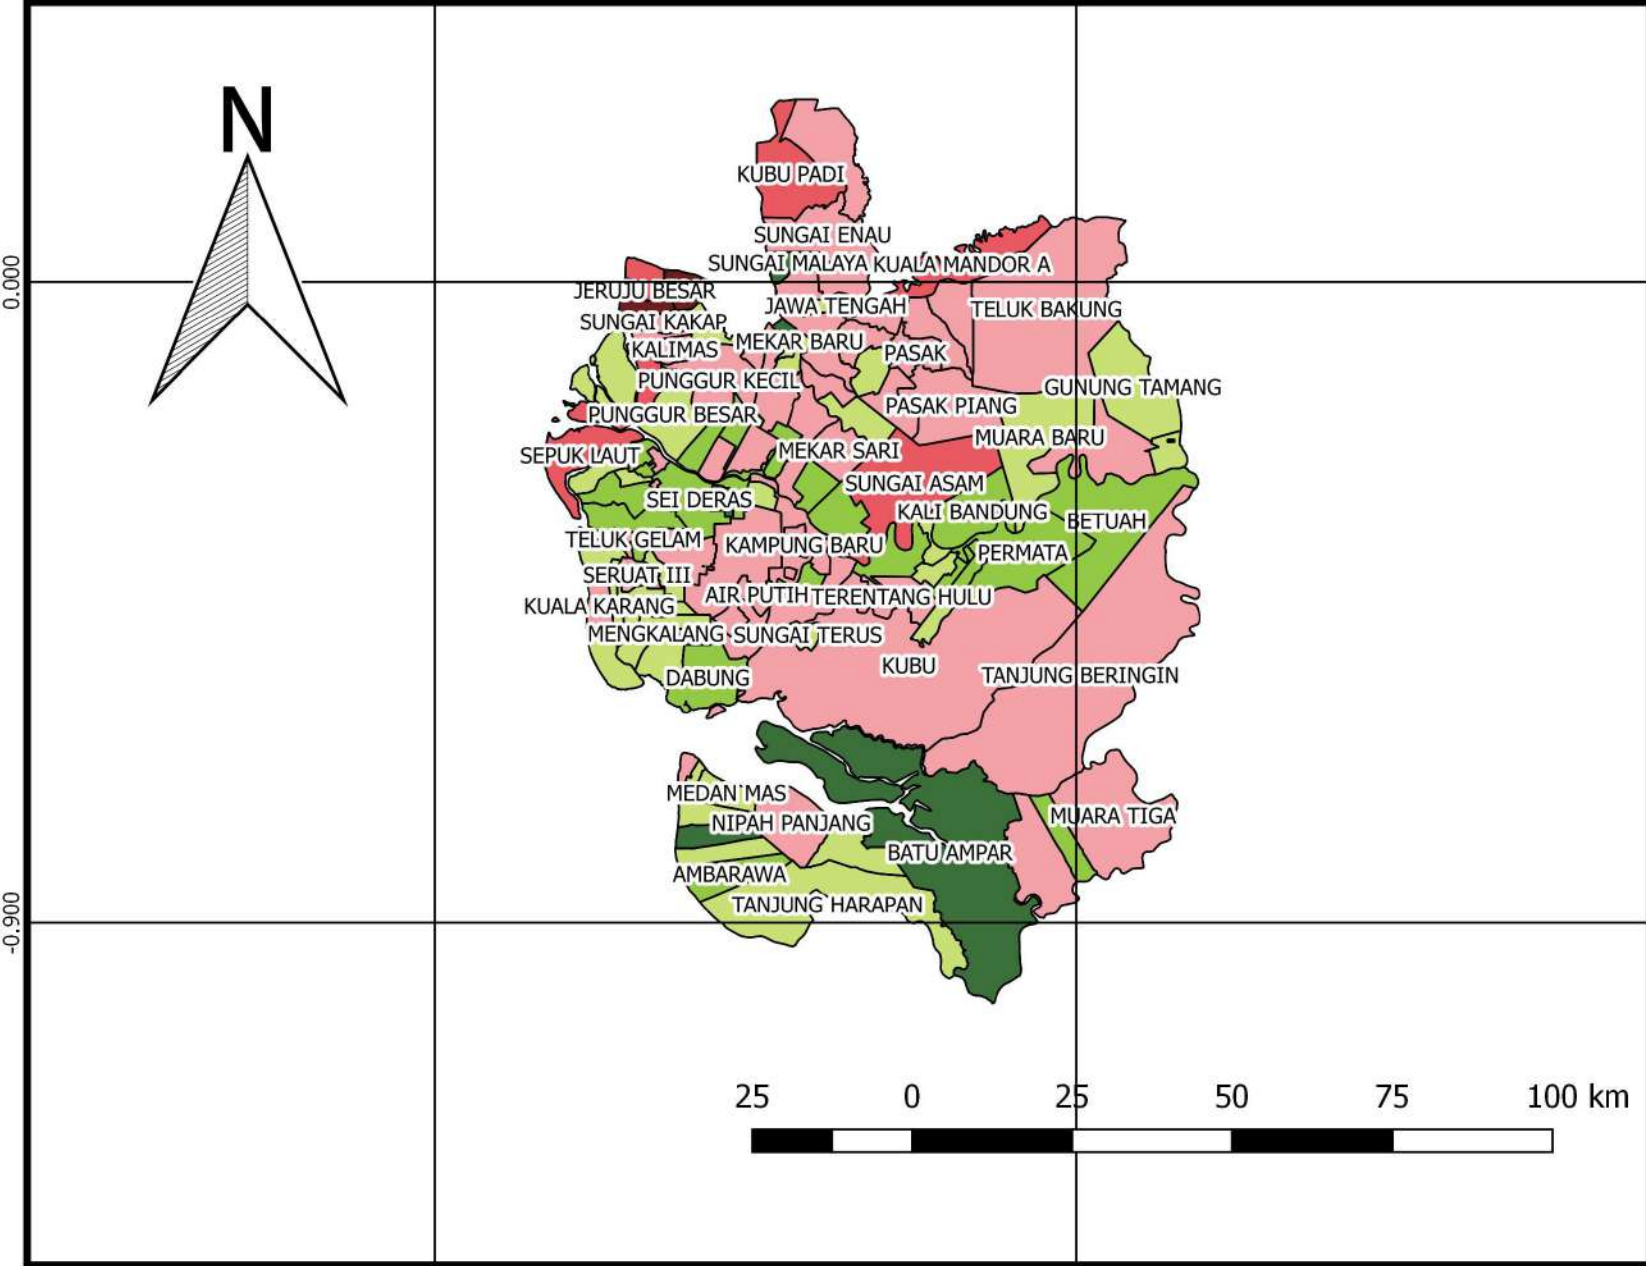 N
KUBU PADI
SUNGAI ENAU
SUNGAI MALAYA
KUALA MANDOR A
0.000
JERUJU BESAR
JAWA TENGAH
TELUK BAKUNG
SUNGAI KAKAP
MEKAR BARU
KALIMAS
PASAK
PUNGGUR KECIL
GUNUNG TAMANG
PASAK PIANG
PUNGGUR BESAR
MUARA BARU
MEKAR SARI
SEPUK LAUT
SUNGAI ASAM
SEI DERAS
KALI BANDUNG
BETUAH
TELUK GELAM
KAMPUNG BARU
PERMATA
SERUAT III
AIR PUTIH
TERENTANG HULU
KUALA KARANG
MENGKALANG
SUNGAI TERUS
KUBU
DABUNG
TANJUNG BERINGIN
MEDAN MAS
MUARA TIGA
NIPAH PANJANG
BATU AMPAR
AMBARAWA
TANJUNG HARAPAN
-0.900
25 0 25 50 75 100 km